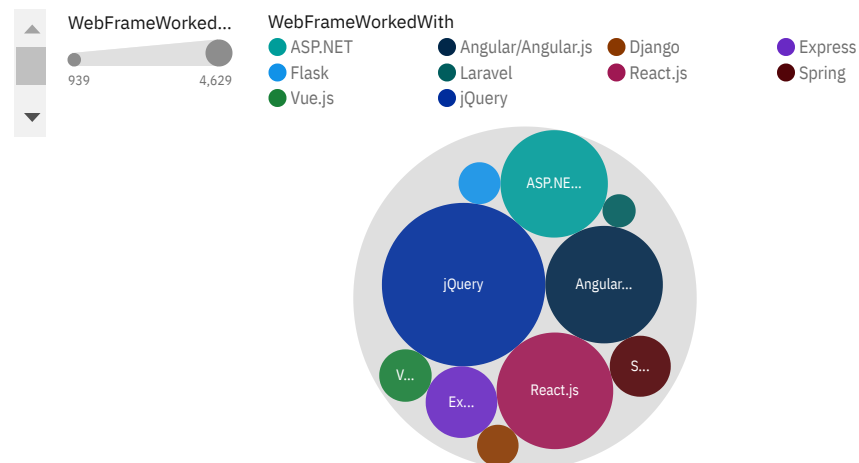 WebFrameWorked...
939
4,629
WebFrameWorkedWith
ASP.NET
Angular/Angular.js
Django
Express
Flask
Laravel
React.js
Spring
Vue.js
jQuery
ASP.NE...
jQuery
Angular...
V...
Ex...
React.js
S...